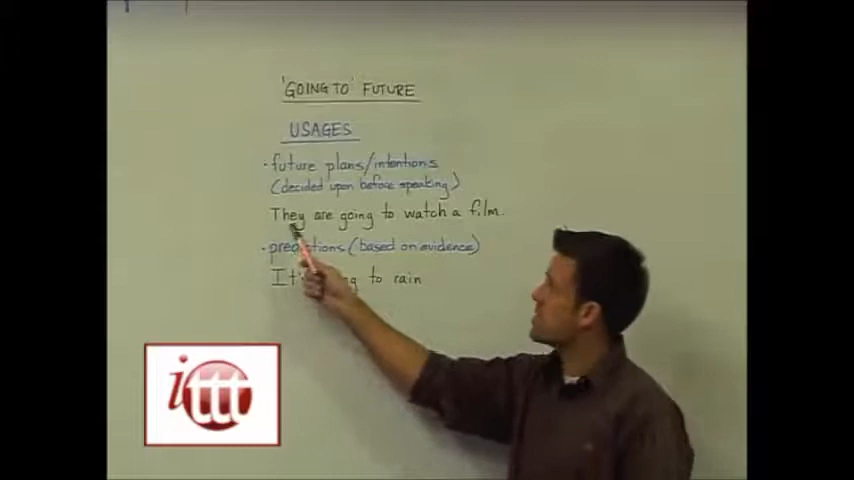 'GOING TO' FUTURE
USAGES
• future plans/intentions
(decided upon before speaking)
They are going to watch a film.
• predictions (based on evidence)
to rain
ittt